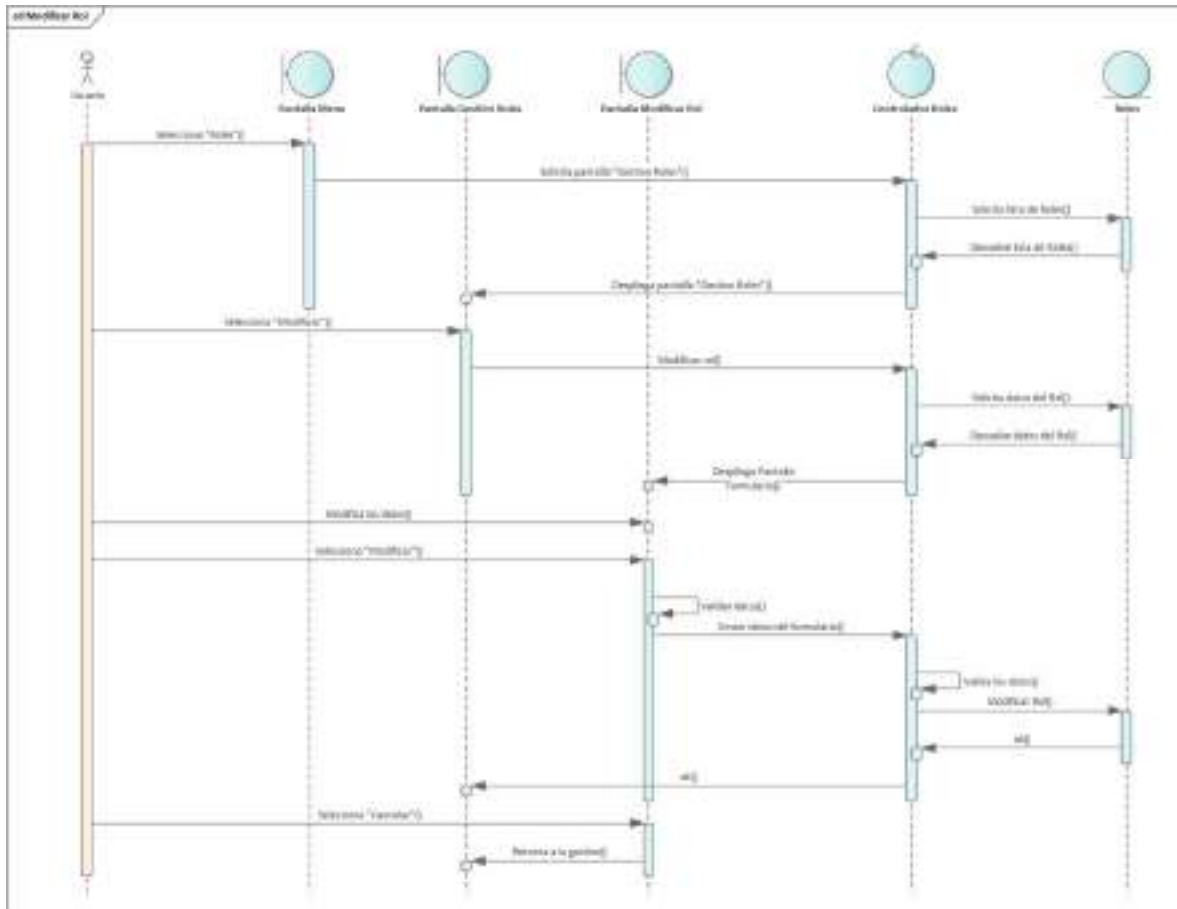 sd Modificar Rol
Usuario
Pantalla Menu
Pantalla Gestión Roles
Pantalla Modificar Rol
Controlador Roles
Roles
Seleccionar "Roles"()
Solicita pantalla "Gestion Roles"()
Solicita lista de Roles()
Devuelve lista de Roles()
Despliega pantalla "Gestion Roles"()
Selecciona "Modificar"()
Modificar rol()
Solicita datos del Rol()
Devuelve datos del Rol()
Despliega Pantalla
Formulario()
Modifica los datos()
Selecciona "Modificar"()
Validar datos()
Enviar datos del formulario()
Valida los datos()
Modificar Rol()
ok()
ok()
Selecciona "Cancelar"()
Retorna a la gestion()